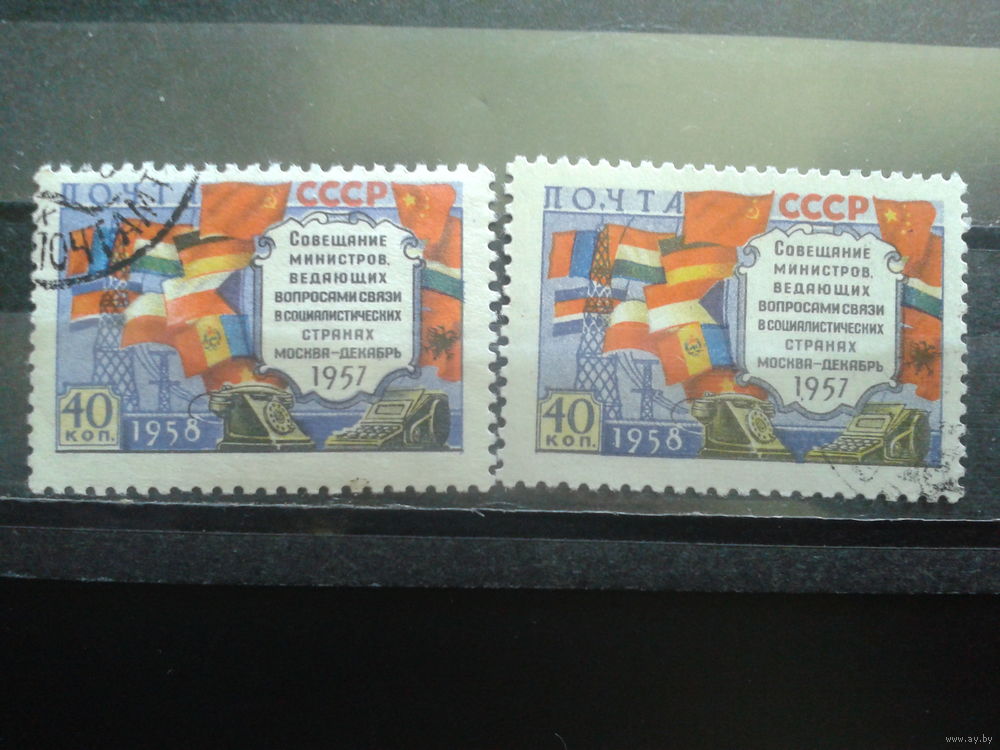 ПОЧТА СССР
СОВЕЩАНИЕ
МИНИСТРОВ,
ВЕДАЮЩИХ
ВОПРОСАМИ СВЯЗИ
В СОЦИАЛИСТИЧЕСКИХ
СТРАНАХ
МОСКВА–ДЕКАБРЬ
1957
40
КОП.
1958
ПОЧТА СССР
СОВЕЩАНИЕ
МИНИСТРОВ,
ВЕДАЮЩИХ
ВОПРОСАМИ СВЯЗИ
В СОЦИАЛИСТИЧЕСКИХ
СТРАНАХ
МОСКВА–ДЕКАБРЬ
1957
40
КОП.
1958
www.ay.by